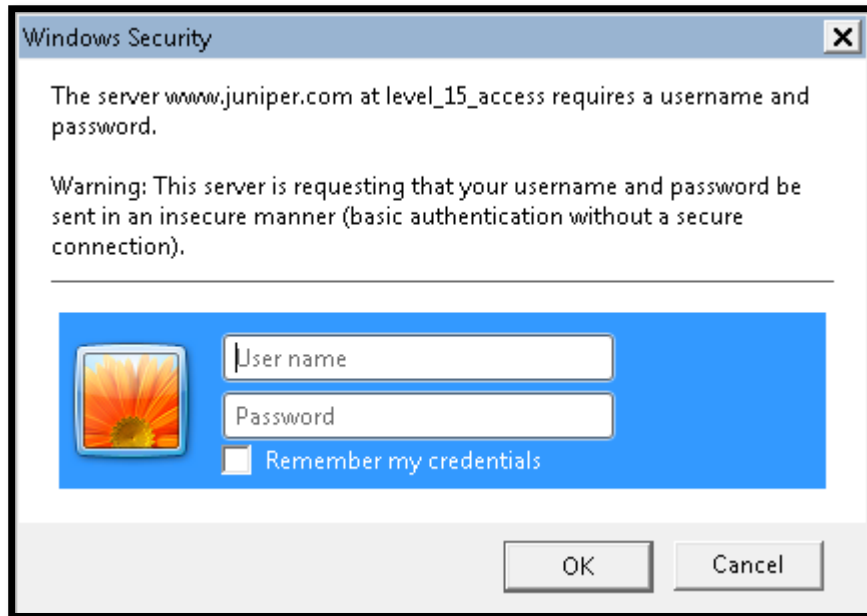 Windows Security
The server www.juniper.com at level_15_access requires a username and
password.
Warning: This server is requesting that your username and password be
sent in an insecure manner (basic authentication without a secure
connection).
User name
Password
Remember my credentials
OK
Cancel